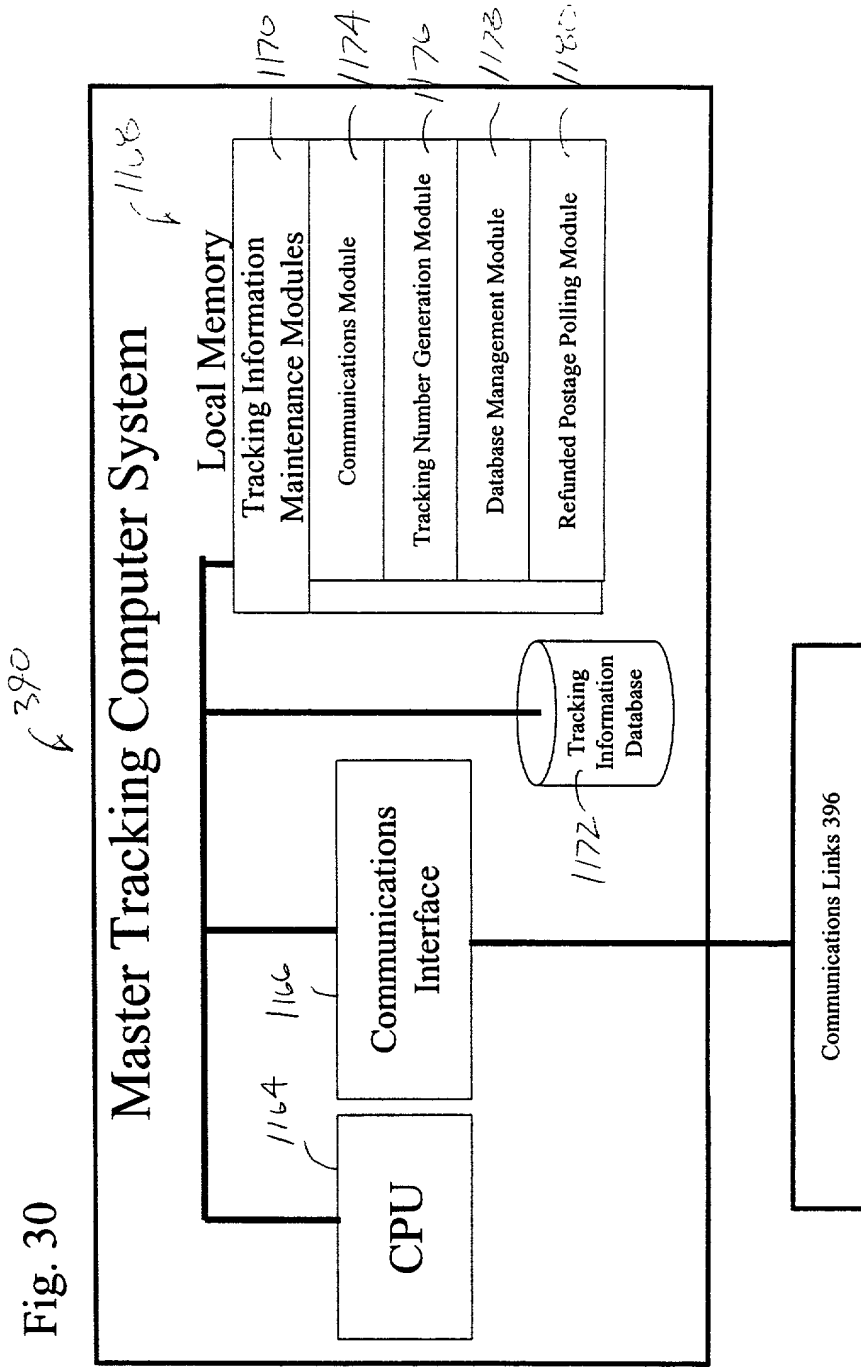 Fig. 30
390
Master Tracking Computer System
1168
Local Memory
1164
CPU
1166
Communications
Interface
1172
Tracking
Information
Database
Tracking Information
Maintenance Modules
1170
Communications Module
1174
Tracking Number Generation Module
1176
Database Management Module
1178
Refunded Postage Polling Module
1180
Communications Links 396